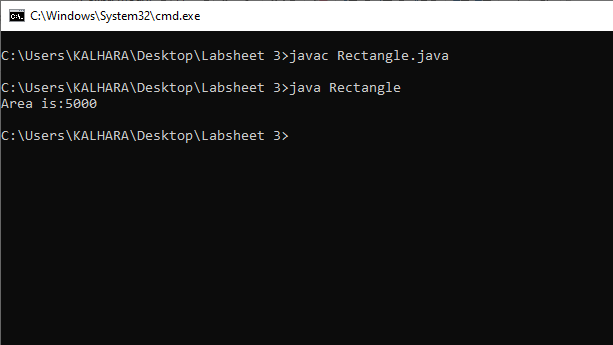 C:\Windows\System32\cmd.exe
C:\Users\KALHARA\Desktop\Labsheet 3>javac Rectangle.java
C:\Users\KALHARA\Desktop\Labsheet 3>java Rectangle
Area is:5000
C:\Users\KALHARA\Desktop\Labsheet 3>